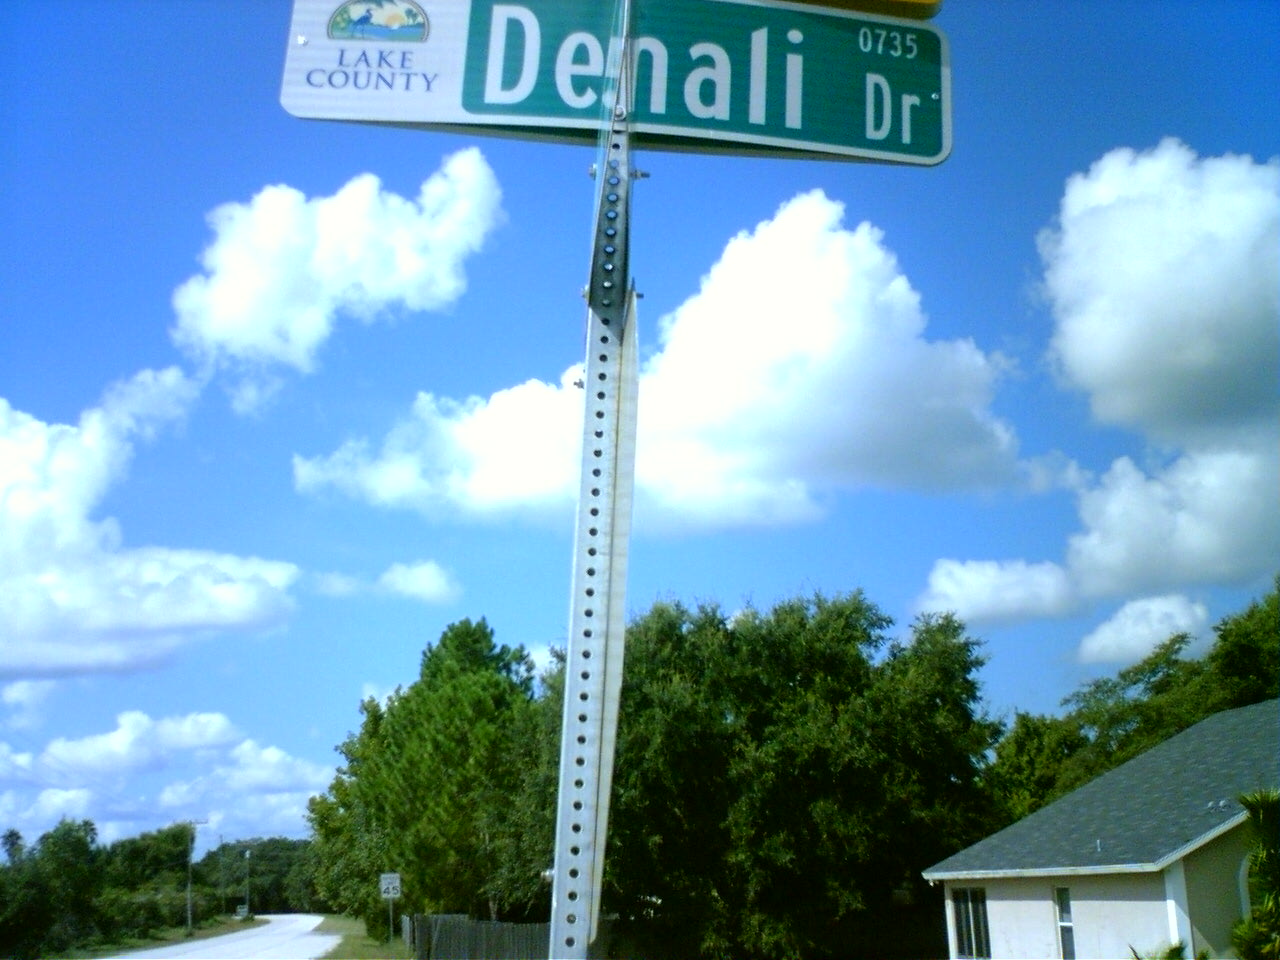 LAKE
COUNTY
Denali
0735
Dr
45